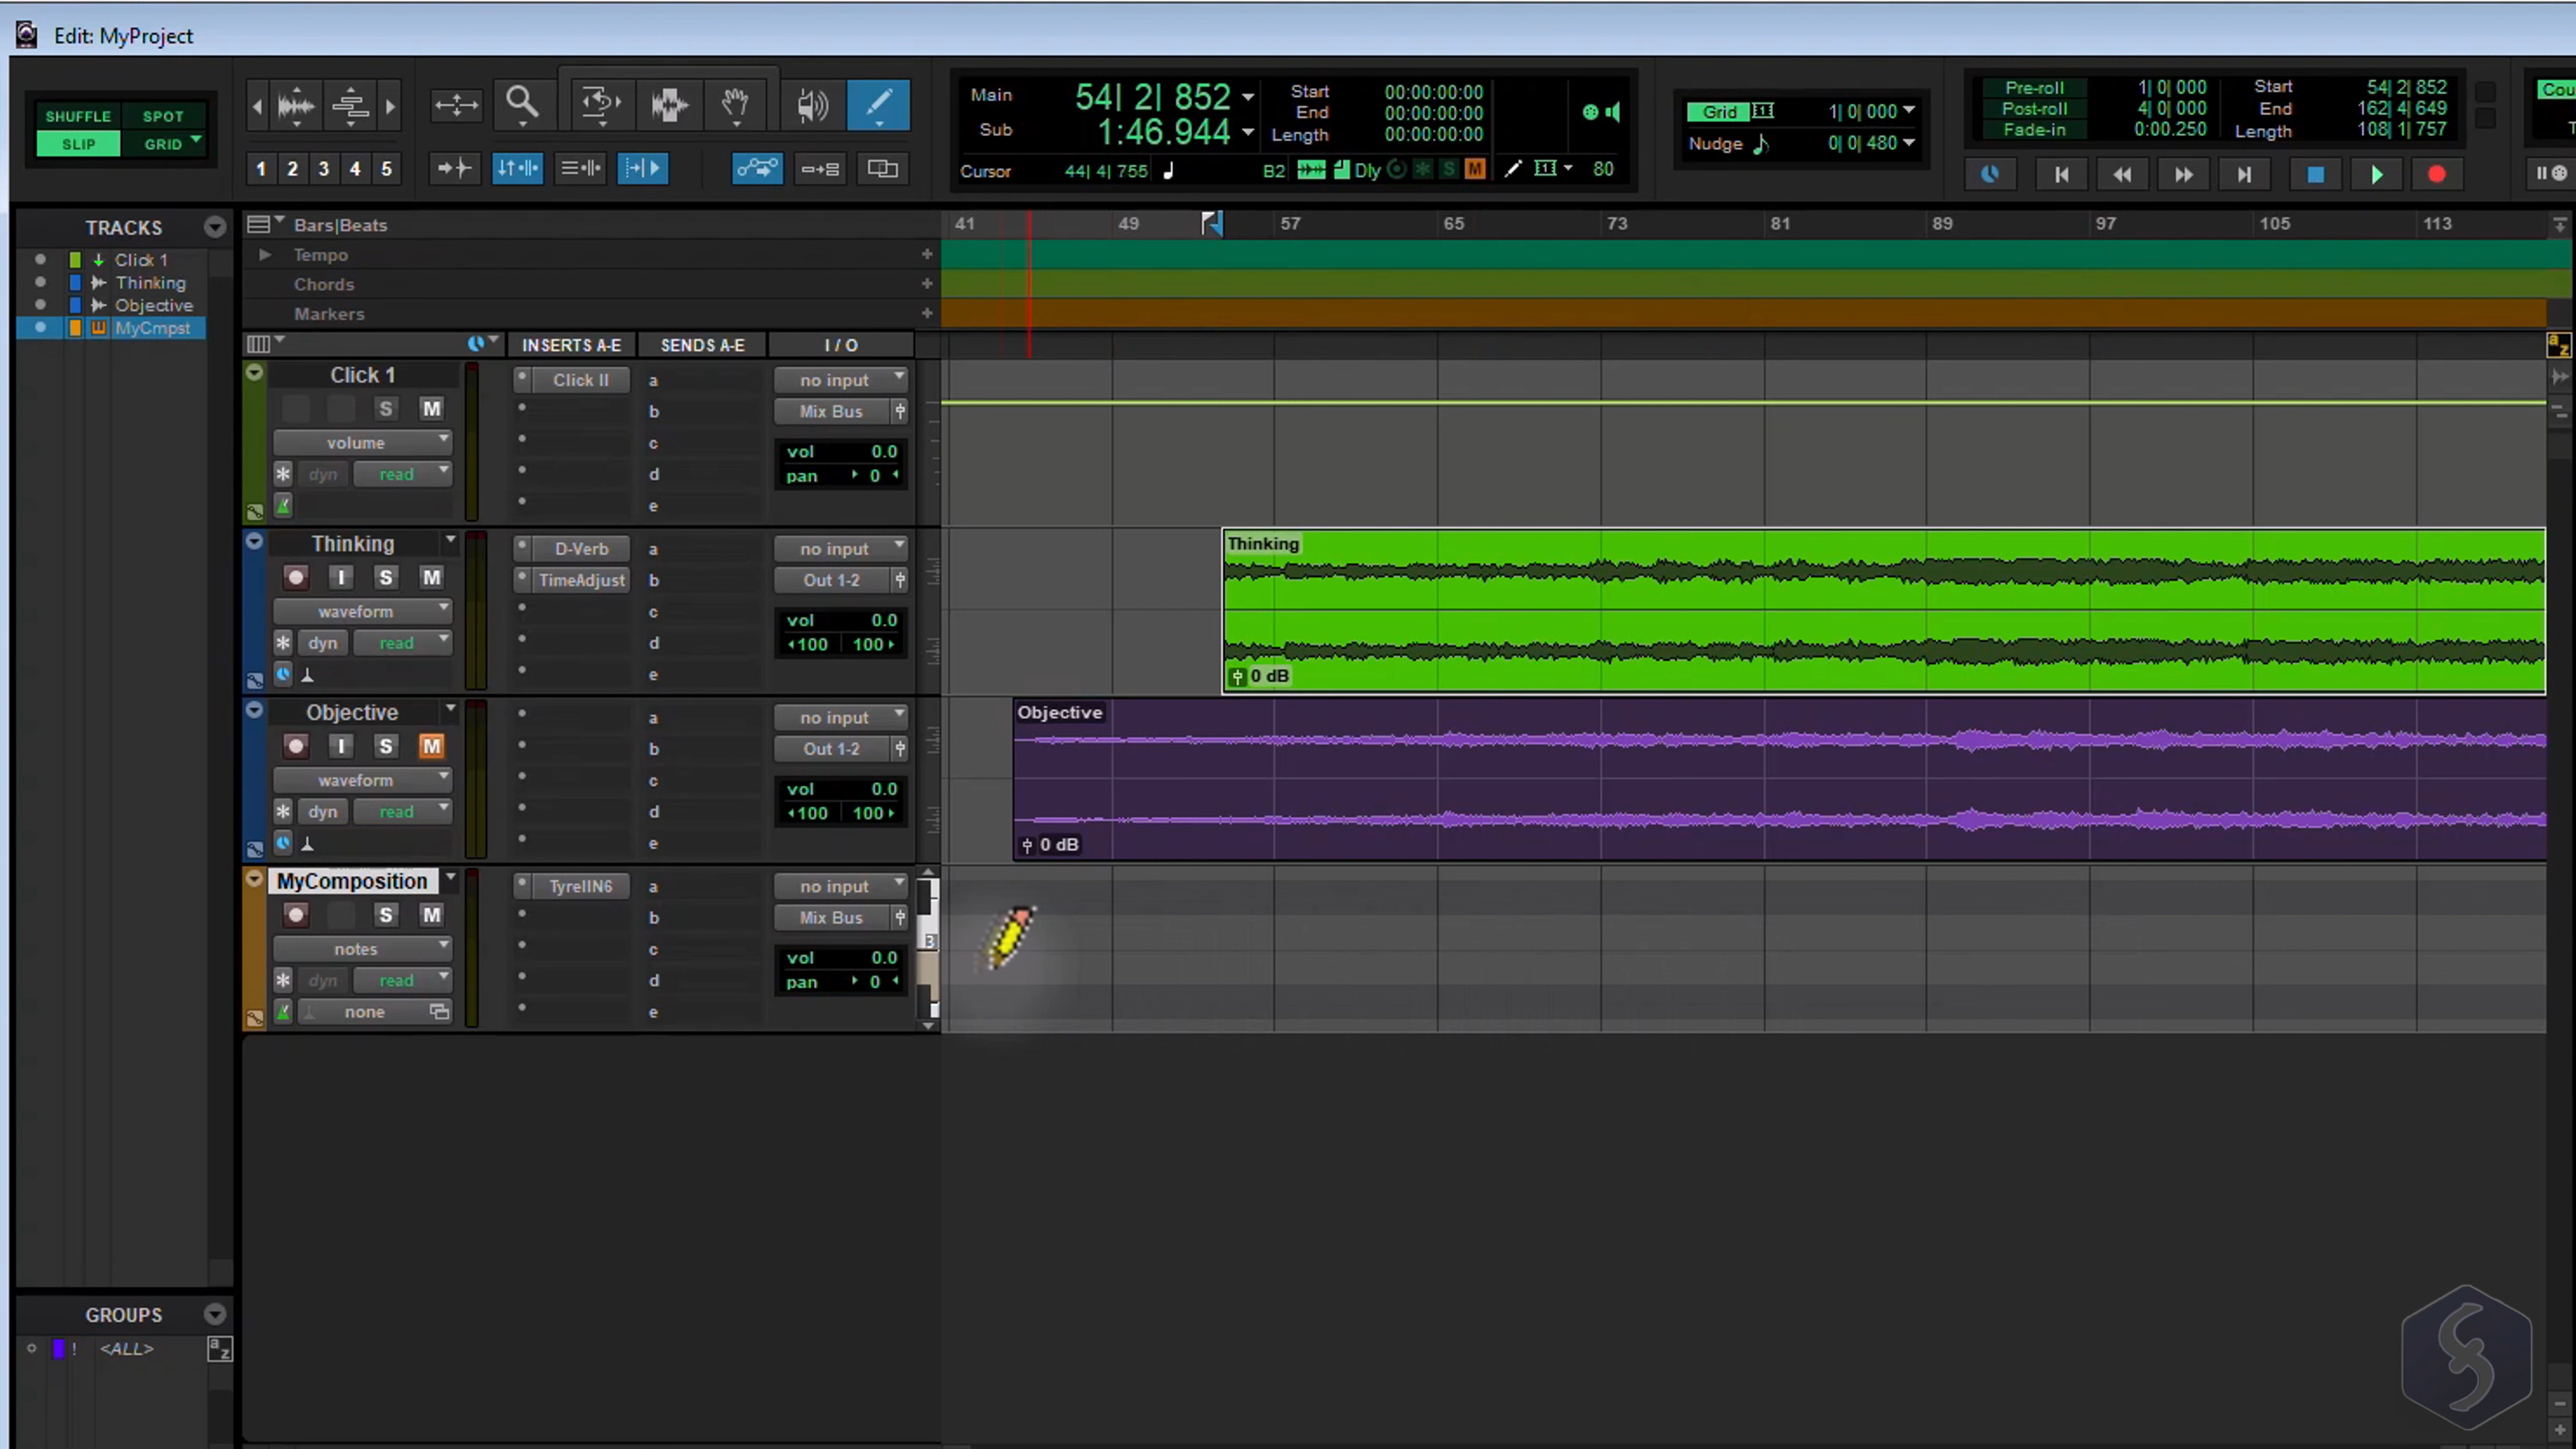 Edit: MyProject
SHUFFLE SPOT
SLIP GRID
1 2 3 4 5
Main 54| 2| 852
Sub 1:46.944
Start 00:00:00:00
End 00:00:00:00
Length 00:00:00:00
Cursor 44| 4| 755 B2 Dly S M 80
Grid 1| 0| 000
Nudge 0| 0| 480
Pre-roll 1| 0| 000
Post-roll 4| 0| 000
Fade-in 0:00.250
Start 54| 2| 852
End 162| 4| 649
Length 108| 1| 757
TRACKS
Click 1
Thinking
Objective
MyCmpst
Bars|Beats
Tempo
Chords
Markers
41 49 57 65 73 81 89 97 105 113
INSERTS A-E SENDS A-E I / O
a z
Click 1
S M
volume
dyn read
Click II
a
b
c
d
e
no input
Mix Bus
vol 0.0
pan 0
Thinking
I S M
waveform
dyn read
D-Verb
TimeAdjust
a
b
c
d
e
no input
Out 1-2
vol 0.0
100 100
Thinking
0 dB
Objective
I S M
waveform
dyn read
a
b
c
d
e
no input
Out 1-2
vol 0.0
100 100
Objective
0 dB
MyComposition
S M
notes
dyn read
none
TyrellN6
a
b
c
d
e
no input
Mix Bus
vol 0.0
pan 0
3
GROUPS
! <ALL>
a z